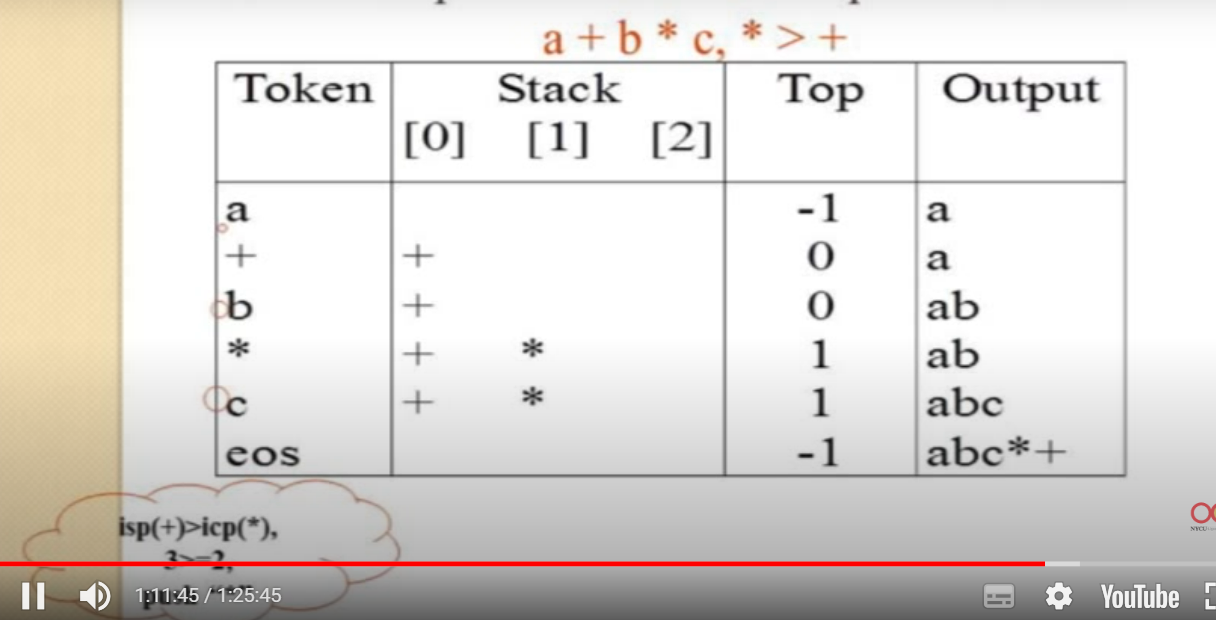 a + b * c, * > +
Token Stack Top Output
[0] [1] [2]
a -1 a
+ + 0 a
b + 0 ab
* + * 1 ab
c + * 1 abc
eos -1 abc*+
isp(+)>icp(*),
3>=2,
1:11:45 / 1:25:45
YouTube
NYCU